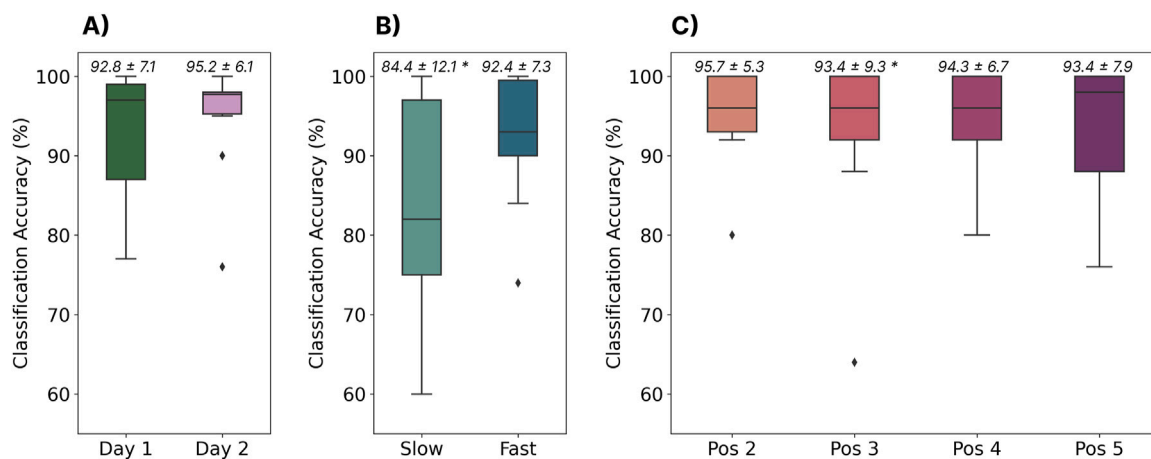 A)
92.8 ± 7.1 95.2 ± 6.1
Classification Accuracy (%)
100
90
80
70
60
Day 1 Day 2
B)
84.4 ± 12.1 * 92.4 ± 7.3
Classification Accuracy (%)
100
90
80
70
60
Slow Fast
C)
95.7 ± 5.3 93.4 ± 9.3 * 94.3 ± 6.7 93.4 ± 7.9
Classification Accuracy (%)
100
90
80
70
60
Pos 2 Pos 3 Pos 4 Pos 5